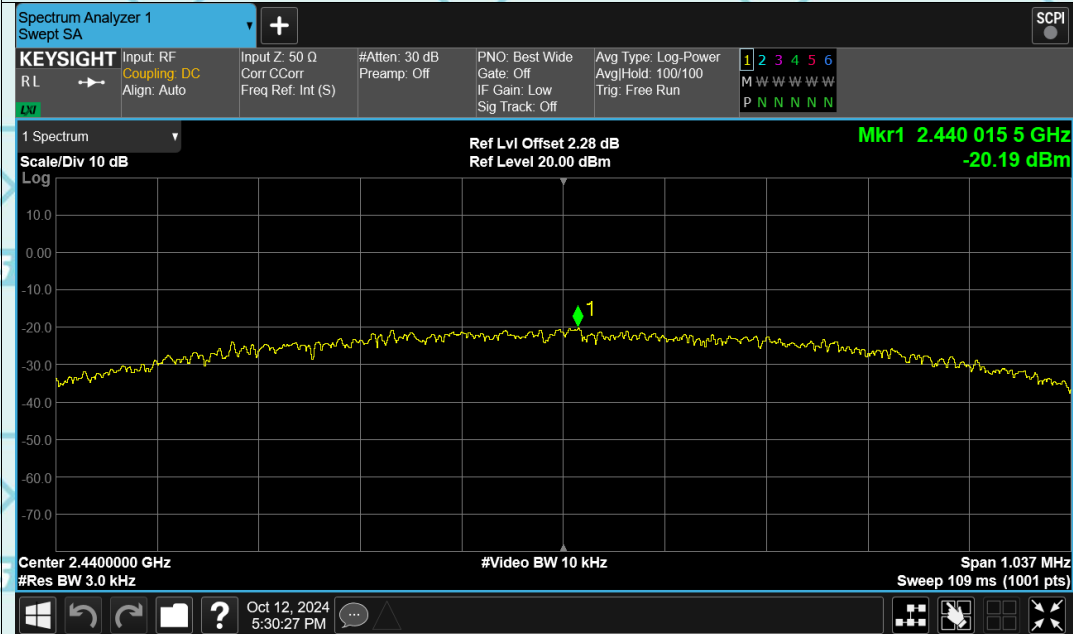 Spectrum Analyzer 1
Swept SA
+
SCPI
KEYSIGHT
RL
LXI
Input: RF
Coupling: DC
Align: Auto
Input Z: 50 Ω
Corr CCorr
Freq Ref: Int (S)
#Atten: 30 dB
Preamp: Off
PNO: Best Wide
Gate: Off
IF Gain: Low
Sig Track: Off
Avg Type: Log-Power
Avg|Hold: 100/100
Trig: Free Run
1 2 3 4 5 6
M W W W W W
P N N N N N
1 Spectrum
Scale/Div 10 dB
Log
Ref Lvl Offset 2.28 dB
Ref Level 20.00 dBm
Mkr1 2.440 015 5 GHz
-20.19 dBm
10.0
0.00
-10.0
1
-20.0
-30.0
-40.0
-50.0
-60.0
-70.0
Center 2.4400000 GHz
#Res BW 3.0 kHz
#Video BW 10 kHz
Span 1.037 MHz
Sweep 109 ms (1001 pts)
?
Oct 12, 2024
5:30:27 PM